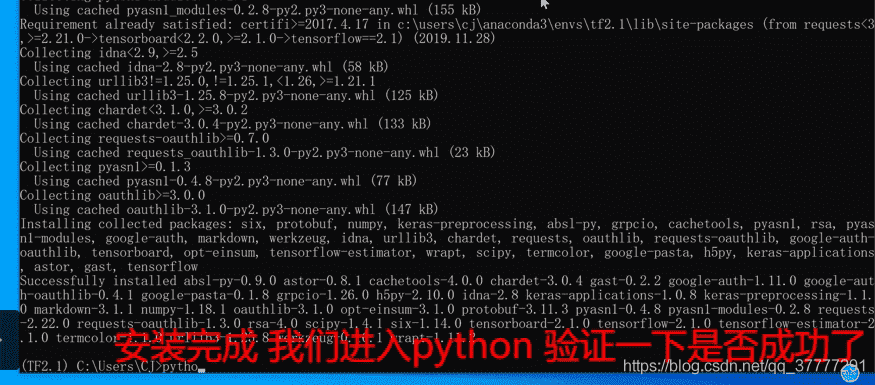 Using cached pyasn1_modules-0.2.8-py2.py3-none-any.whl (155 kB)
Requirement already satisfied: certifi>=2017.4.17 in c:\users\cj\anaconda3\envs\tf2.1\lib\site-packages (from requests<3
,>=2.21.0->tensorboard<2.2.0,>=2.1.0->tensorflow==2.1) (2019.11.28)
Collecting idna<2.9,>=2.5
Using cached idna-2.8-py2.py3-none-any.whl (58 kB)
Collecting urllib3!=1.25.0,!=1.25.1,<1.26,>=1.21.1
Using cached urllib3-1.25.8-py2.py3-none-any.whl (125 kB)
Collecting chardet<3.1.0,>=3.0.2
Using cached chardet-3.0.4-py2.py3-none-any.whl (133 kB)
Collecting requests-oauthlib>=0.7.0
Using cached requests_oauthlib-1.3.0-py2.py3-none-any.whl (23 kB)
Collecting pyasn1>=0.1.3
Using cached pyasn1-0.4.8-py2.py3-none-any.whl (77 kB)
Collecting oauthlib>=3.0.0
Using cached oauthlib-3.1.0-py2.py3-none-any.whl (147 kB)
Installing collected packages: six, protobuf, numpy, keras-preprocessing, absl-py, grpcio, cachetools, pyasn1, rsa, pyas
n1-modules, google-auth, markdown, werkzeug, idna, urllib3, chardet, requests, oauthlib, requests-oauthlib, google-auth-
oauthlib, tensorboard, opt-einsum, tensorflow-estimator, wrapt, scipy, termcolor, google-pasta, h5py, keras-applications
, astor, gast, tensorflow
Successfully installed absl-py-0.9.0 astor-0.8.1 cachetools-4.0.0 chardet-3.0.4 gast-0.2.2 google-auth-1.11.0 google-aut
h-oauthlib-0.4.1 google-pasta-0.1.8 grpcio-1.26.0 h5py-2.10.0 idna-2.8 keras-applications-1.0.8 keras-preprocessing-1.1.
0 markdown-3.1.1 numpy-1.18.1 oauthlib-3.1.0 opt-einsum-3.1.0 protobuf-3.11.3 pyasn1-0.4.8 pyasn1-modules-0.2.8 requests
-2.22.0 requests-oauthlib-1.3.0 rsa-4.0 scipy-1.4.1 six-1.14.0 tensorboard-2.1.0 tensorflow-2.1.0 tensorflow-estimator-2
.1.0
安装完成 我们进入python 验证一下是否成功了
(TF2.1) C:\Users\CJ>pytho
https://blog.csdn.net/qq_37777291